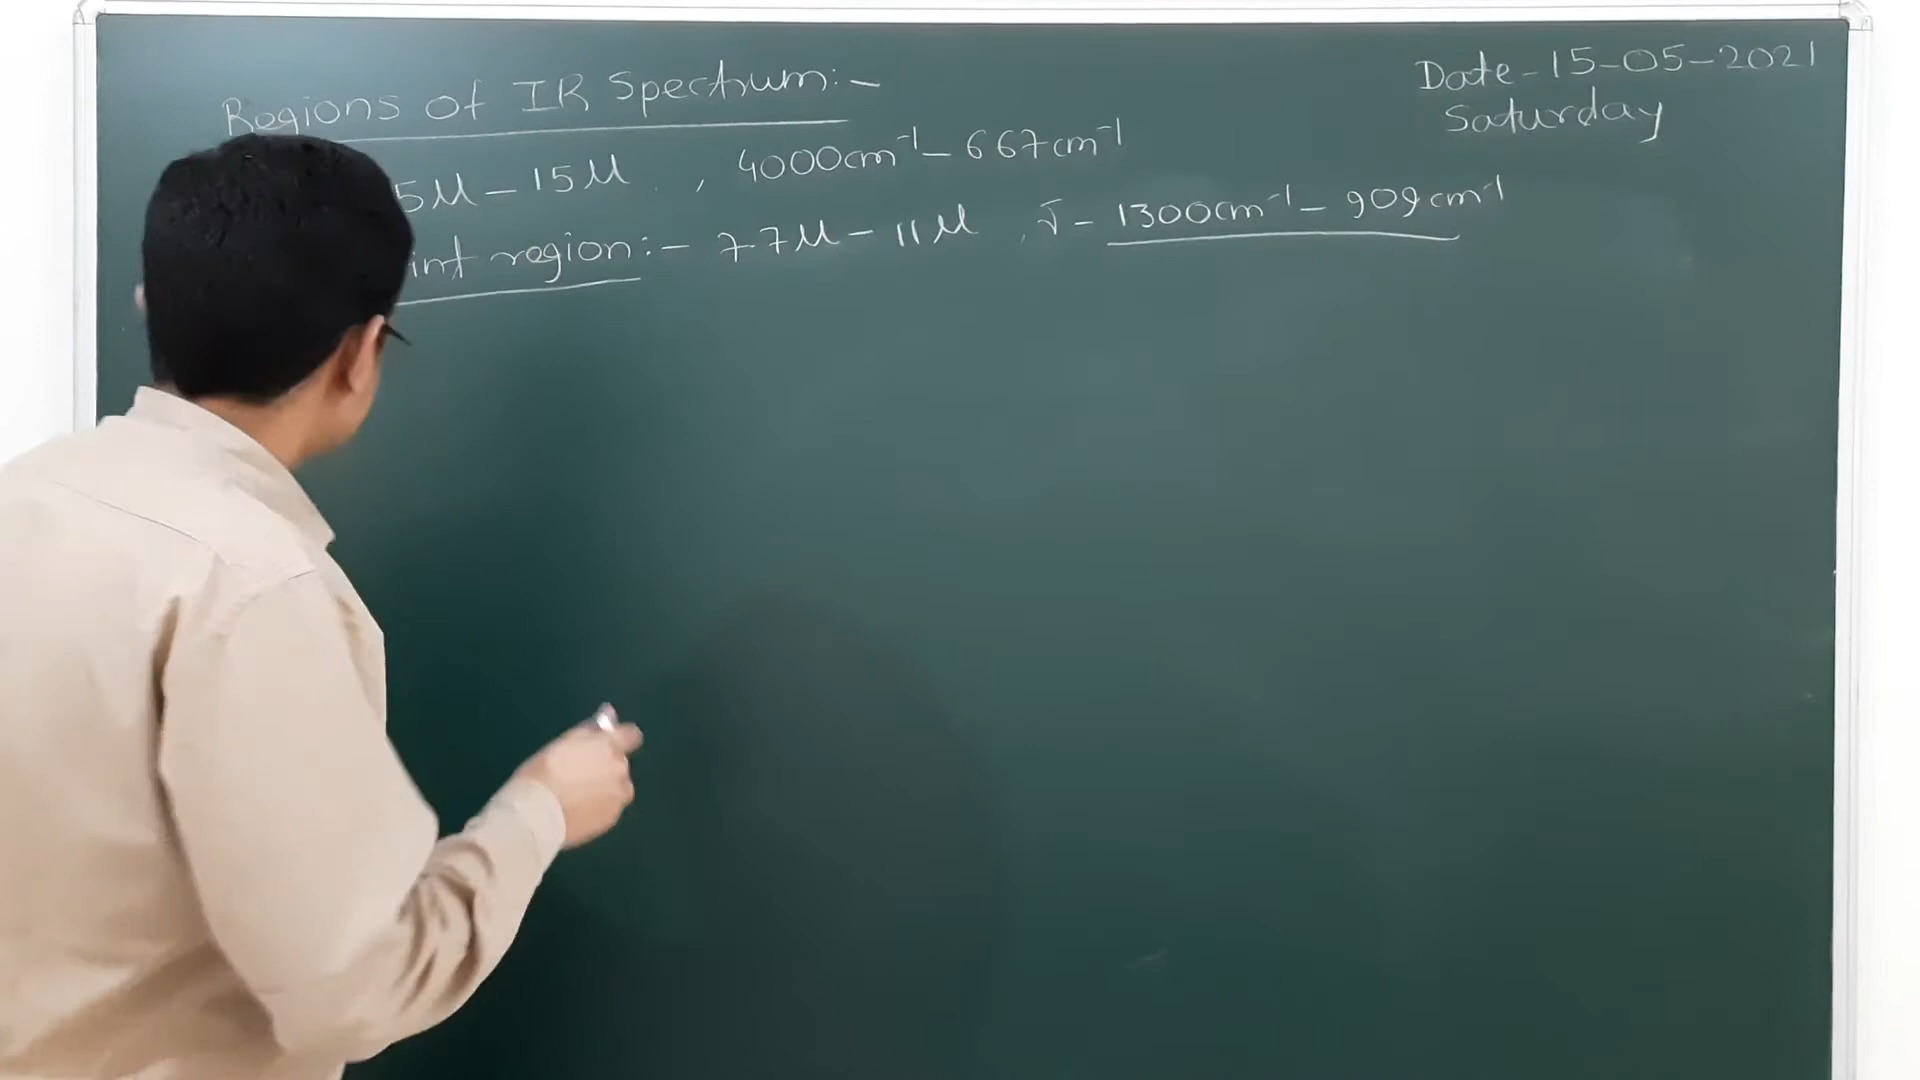 Regions of IR Spectrum:-
Date-15-05-2021
Saturday
5μ-15μ , 4000cm⁻¹-667cm⁻¹
int region:- 7.7μ-11μ , ν̄-1300cm⁻¹-909cm⁻¹